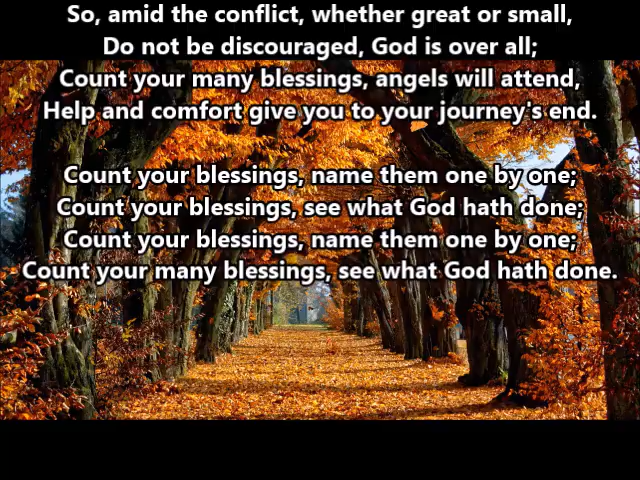 So, amid the conflict, whether great or small,
Do not be discouraged, God is over all;
Count your many blessings, angels will attend,
Help and comfort give you to your journey's end.
Count your blessings, name them one by one;
Count your blessings, see what God hath done;
Count your blessings, name them one by one;
Count your many blessings, see what God hath done.